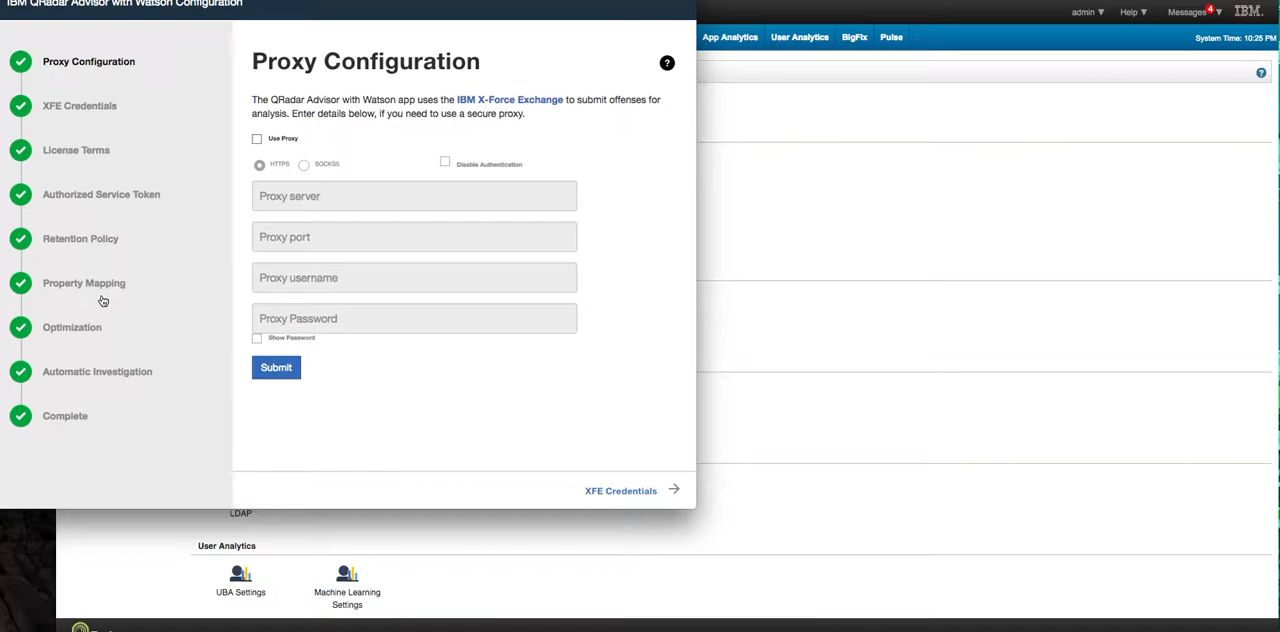 IBM QRadar Advisor with Watson Configuration
admin Help Messages 4 IBM.
App Analytics User Analytics BigFix Pulse
System Time: 10:25 PM
Proxy Configuration
XFE Credentials
License Terms
Authorized Service Token
Retention Policy
Property Mapping
Optimization
Automatic Investigation
Complete
Proxy Configuration
?
The QRadar Advisor with Watson app uses the IBM X-Force Exchange to submit offenses for
analysis. Enter details below, if you need to use a secure proxy.
Use Proxy
HTTPS SOCKS5 Disable Authentication
Proxy server
Proxy port
Proxy username
Proxy Password
Show Password
Submit
XFE Credentials
?
LDAP
User Analytics
UBA Settings
Machine Learning
Settings